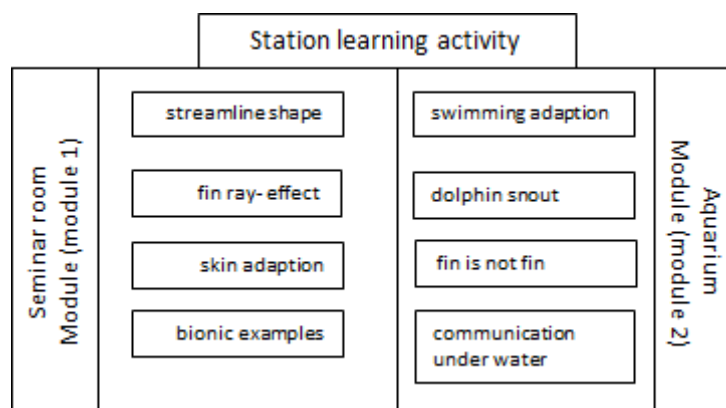 Station learning activity
Seminar room
Module (module 1)
streamline shape
fin ray- effect
skin adaption
bionic examples
swimming adaption
dolphin snout
fin is not fin
communication
under water
Aquarium
Module (module 2)